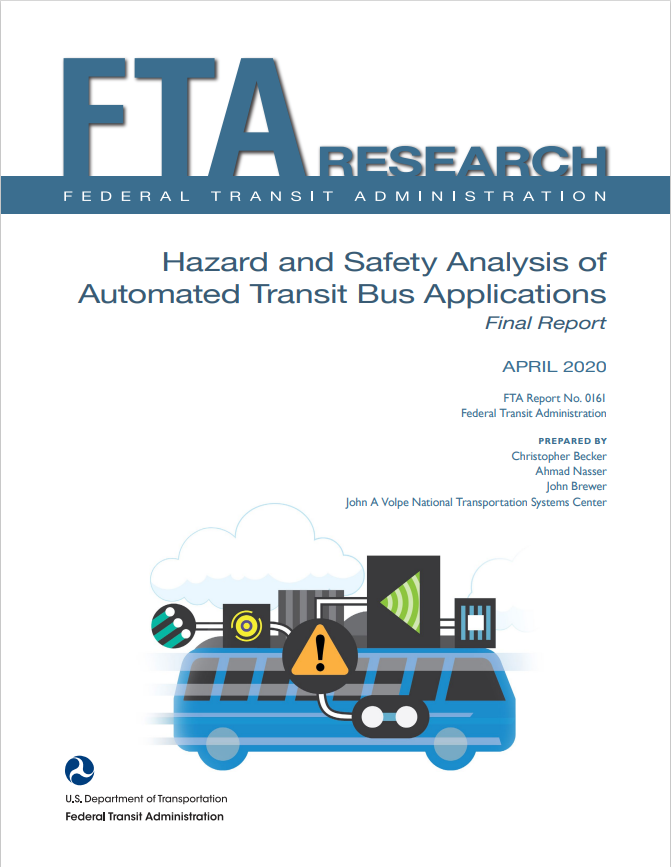 FTA RESEARCH
FEDERAL TRANSIT ADMINISTRATION
Hazard and Safety Analysis of
Automated Transit Bus Applications
Final Report
APRIL 2020
FTA Report No. 0161
Federal Transit Administration
PREPARED BY
Christopher Becker
Ahmad Nasser
John Brewer
John A Volpe National Transportation Systems Center
!
U.S. Department of Transportation
Federal Transit Administration